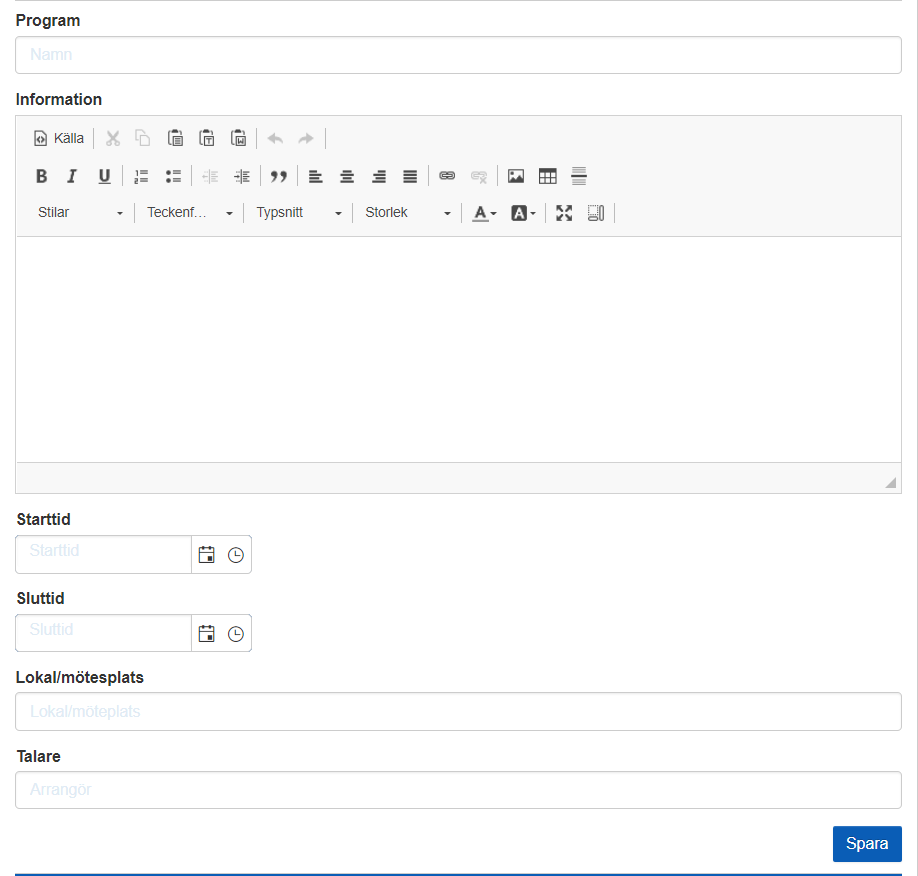 Program
Namn
Information
Källa
B I U
Stilar Teckenf... Typsnitt Storlek A A
Starttid
Starttid
Sluttid
Sluttid
Lokal/mötesplats
Lokal/möteplats
Talare
Arrangör
Spara